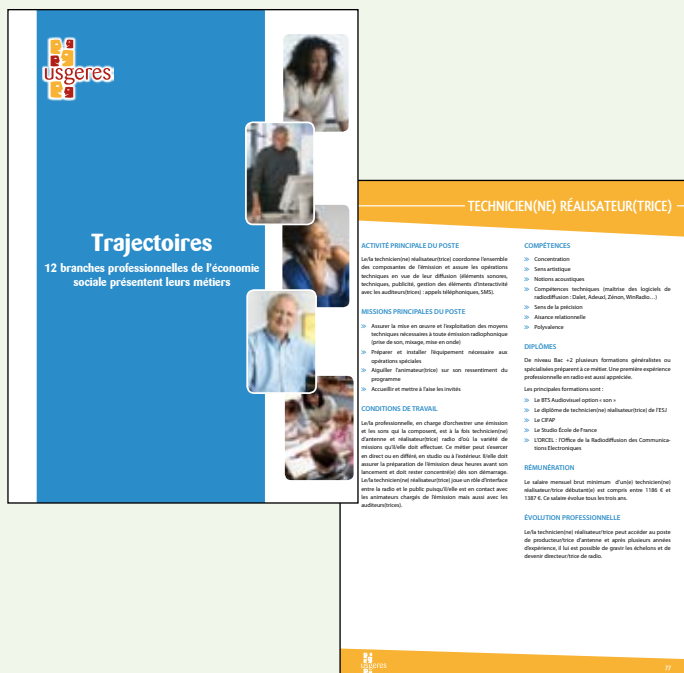 usgeres
Trajectoires
12 branches professionnelles de l'économie
sociale présentent leurs métiers
TECHNICIEN(NE) RÉALISATEUR(TRICE)
ACTIVITÉ PRINCIPALE DU POSTE
Le/la technicien(ne) réalisateur(trice) coordonne l'ensemble
des composantes de l'émission et assure les opérations
techniques en vue de leur diffusion (éléments sonores,
techniques, publicité, gestion des éléments d'interactivité
avec les auditeurs(trices) : appels téléphoniques, SMS).
MISSIONS PRINCIPALES DU POSTE
» Assurer la mise en œuvre et l'exploitation des moyens
techniques nécessaires à toute émission radiophonique
(prise de son, mixage, mise en onde)
» Préparer et installer l'équipement nécessaire aux
opérations spéciales
» Aiguiller l'animateur(trice) sur son ressentiment du
programme
» Accueillir et mettre à l'aise les invités
CONDITIONS DE TRAVAIL
Le/la professionnelle, en charge d'orchestrer une émission
et les sons qui la composent, est à la fois technicien(ne)
d'antenne et réalisateur(trice) radio d'où la variété de
missions qu'il/elle doit effectuer. Ce métier peut s'exercer
en direct ou en différé, en studio ou à l'extérieur. Il/elle doit
assurer la préparation de l'émission deux heures avant son
lancement et doit rester concentré(e) dès son démarrage.
Le/la technicien(ne) réalisateur(trice) joue un rôle d'interface
entre la radio et le public puisqu'il/elle est en contact avec
les animateurs chargés de l'émission mais aussi avec les
auditeurs(trices).
COMPÉTENCES
» Concentration
» Sens artistique
» Notions acoustiques
» Compétences techniques (maîtrise des logiciels de
radiodiffusion : Dalet, Adeuxl, Zénon, WinRadio…)
» Sens de la précision
» Aisance relationnelle
» Polyvalence
DIPLÔMES
De niveau Bac +2 plusieurs formations généralistes ou
spécialisées préparent à ce métier. Une première expérience
professionnelle en radio est aussi appréciée.
Les principales formations sont :
» Le BTS Audiovisuel option « son »
» Le diplôme de technicien(ne) réalisateur(trice) de l'ESJ
» Le CIFAP
» Le Studio École de France
» L'ORCEL : l'Office de la Radiodiffusion des Communica-
tions Electroniques
RÉMUNÉRATION
Le salaire mensuel brut minimum d'un(e) technicien(ne)
réalisateur/trice débutant(e) est compris entre 1186 € et
1387 €. Ce salaire évolue tous les trois ans.
ÉVOLUTION PROFESSIONNELLE
Le/la technicien(ne) réalisateur/trice peut accéder au poste
de producteur/trice d'antenne et après plusieurs années
d'expérience, il lui est possible de gravir les échelons et de
devenir directeur/trice de radio.
usgeres
77